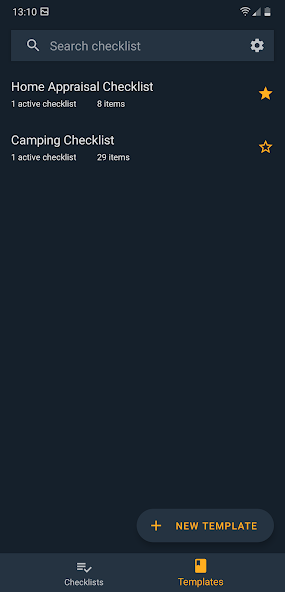 13:10
Search checklist
Home Appraisal Checklist
1 active checklist 8 items
Camping Checklist
1 active checklist 29 items
+ NEW TEMPLATE
Checklists Templates